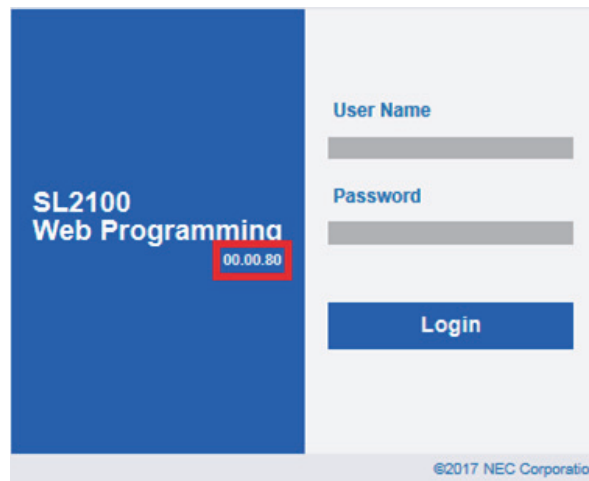 SL2100
Web Programming
00.00.80
User Name
Password
Login
©2017 NEC Corporatio